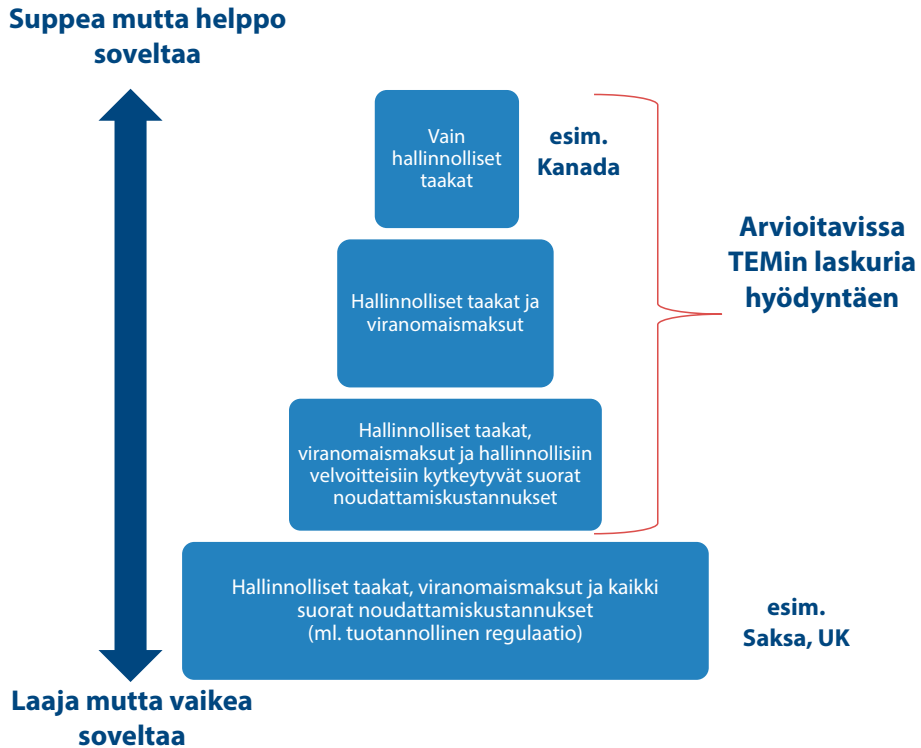 Suppea mutta helppo
soveltaa
Vain
hallinnolliset
taakat
esim.
Kanada
Hallinnolliset taakat ja
viranomaismaksut
Arvioitavissa
TEMin laskuria
hyödyntäen
Hallinnolliset taakat,
viranomaismaksut ja hallinnollisiin
velvoitteisiin kytkeytyvät suorat
noudattamiskustannukset
Hallinnolliset taakat, viranomaismaksut ja kaikki
suorat noudattamiskustannukset
(ml. tuotannollinen regulaatio)
esim.
Saksa, UK
Laaja mutta vaikea
soveltaa